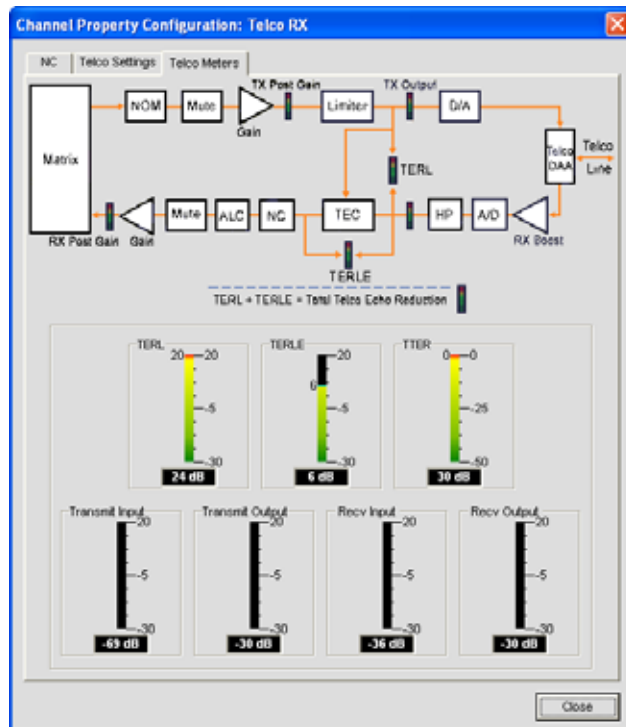 Channel Property Configuration: Telco RX
NC
Telco Settings
Telco Meters
TX Post Gain
TX Output
NOM
Mute
Gain
Limiter
D/A
Matrix
TERL
Telco DAA
Telco Line
RX Post Gain
Gain
Mute
ALC
NC
TEC
HP
A/D
RX Boost
TERLE
TERL + TERLE = Total Telco Echo Reduction
TERL
20
20
-5
-30
24 dB
TERLE
20
6
-5
-30
6 dB
TTER
0
0
-25
-50
30 dB
Transmit Input
20
-5
-30
-69 dB
Transmit Output
20
-5
-30
-30 dB
Recv Input
20
-5
-30
-36 dB
Recv Output
20
-5
-30
-30 dB
Close